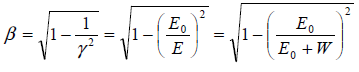 β = √(1 − 1/γ²) = √(1 − (E₀/E)²) = √(1 − (E₀/(E₀ + W))²)